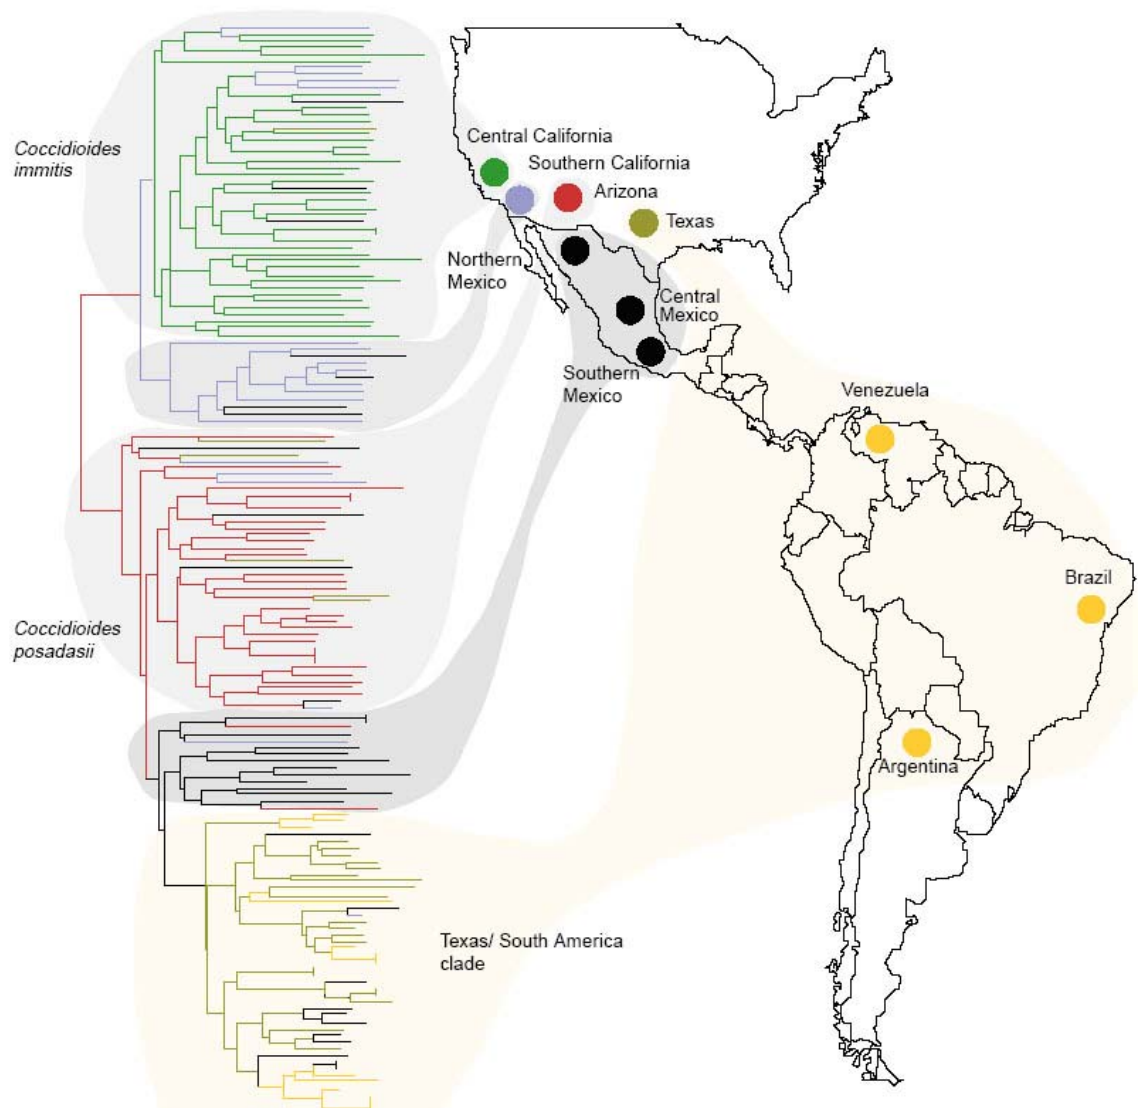 Coccidioides
immitis
Central California
Southern California
Arizona
Texas
Northern
Mexico
Central
Mexico
Southern
Mexico
Venezuela
Brazil
Coccidioides
posadasii
Argentina
Texas/ South America
clade